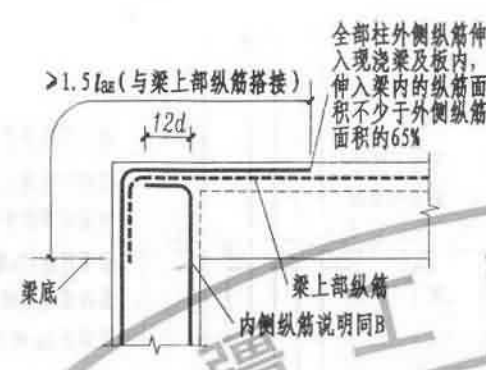 全部柱外侧纵筋伸
入现浇梁及板内,
伸入梁内的纵筋面
积不少于外侧纵筋
面积的65%
≥1.5laE(与梁上部纵筋搭接)
12d
梁底
梁上部纵筋
内侧纵筋说明同B
工